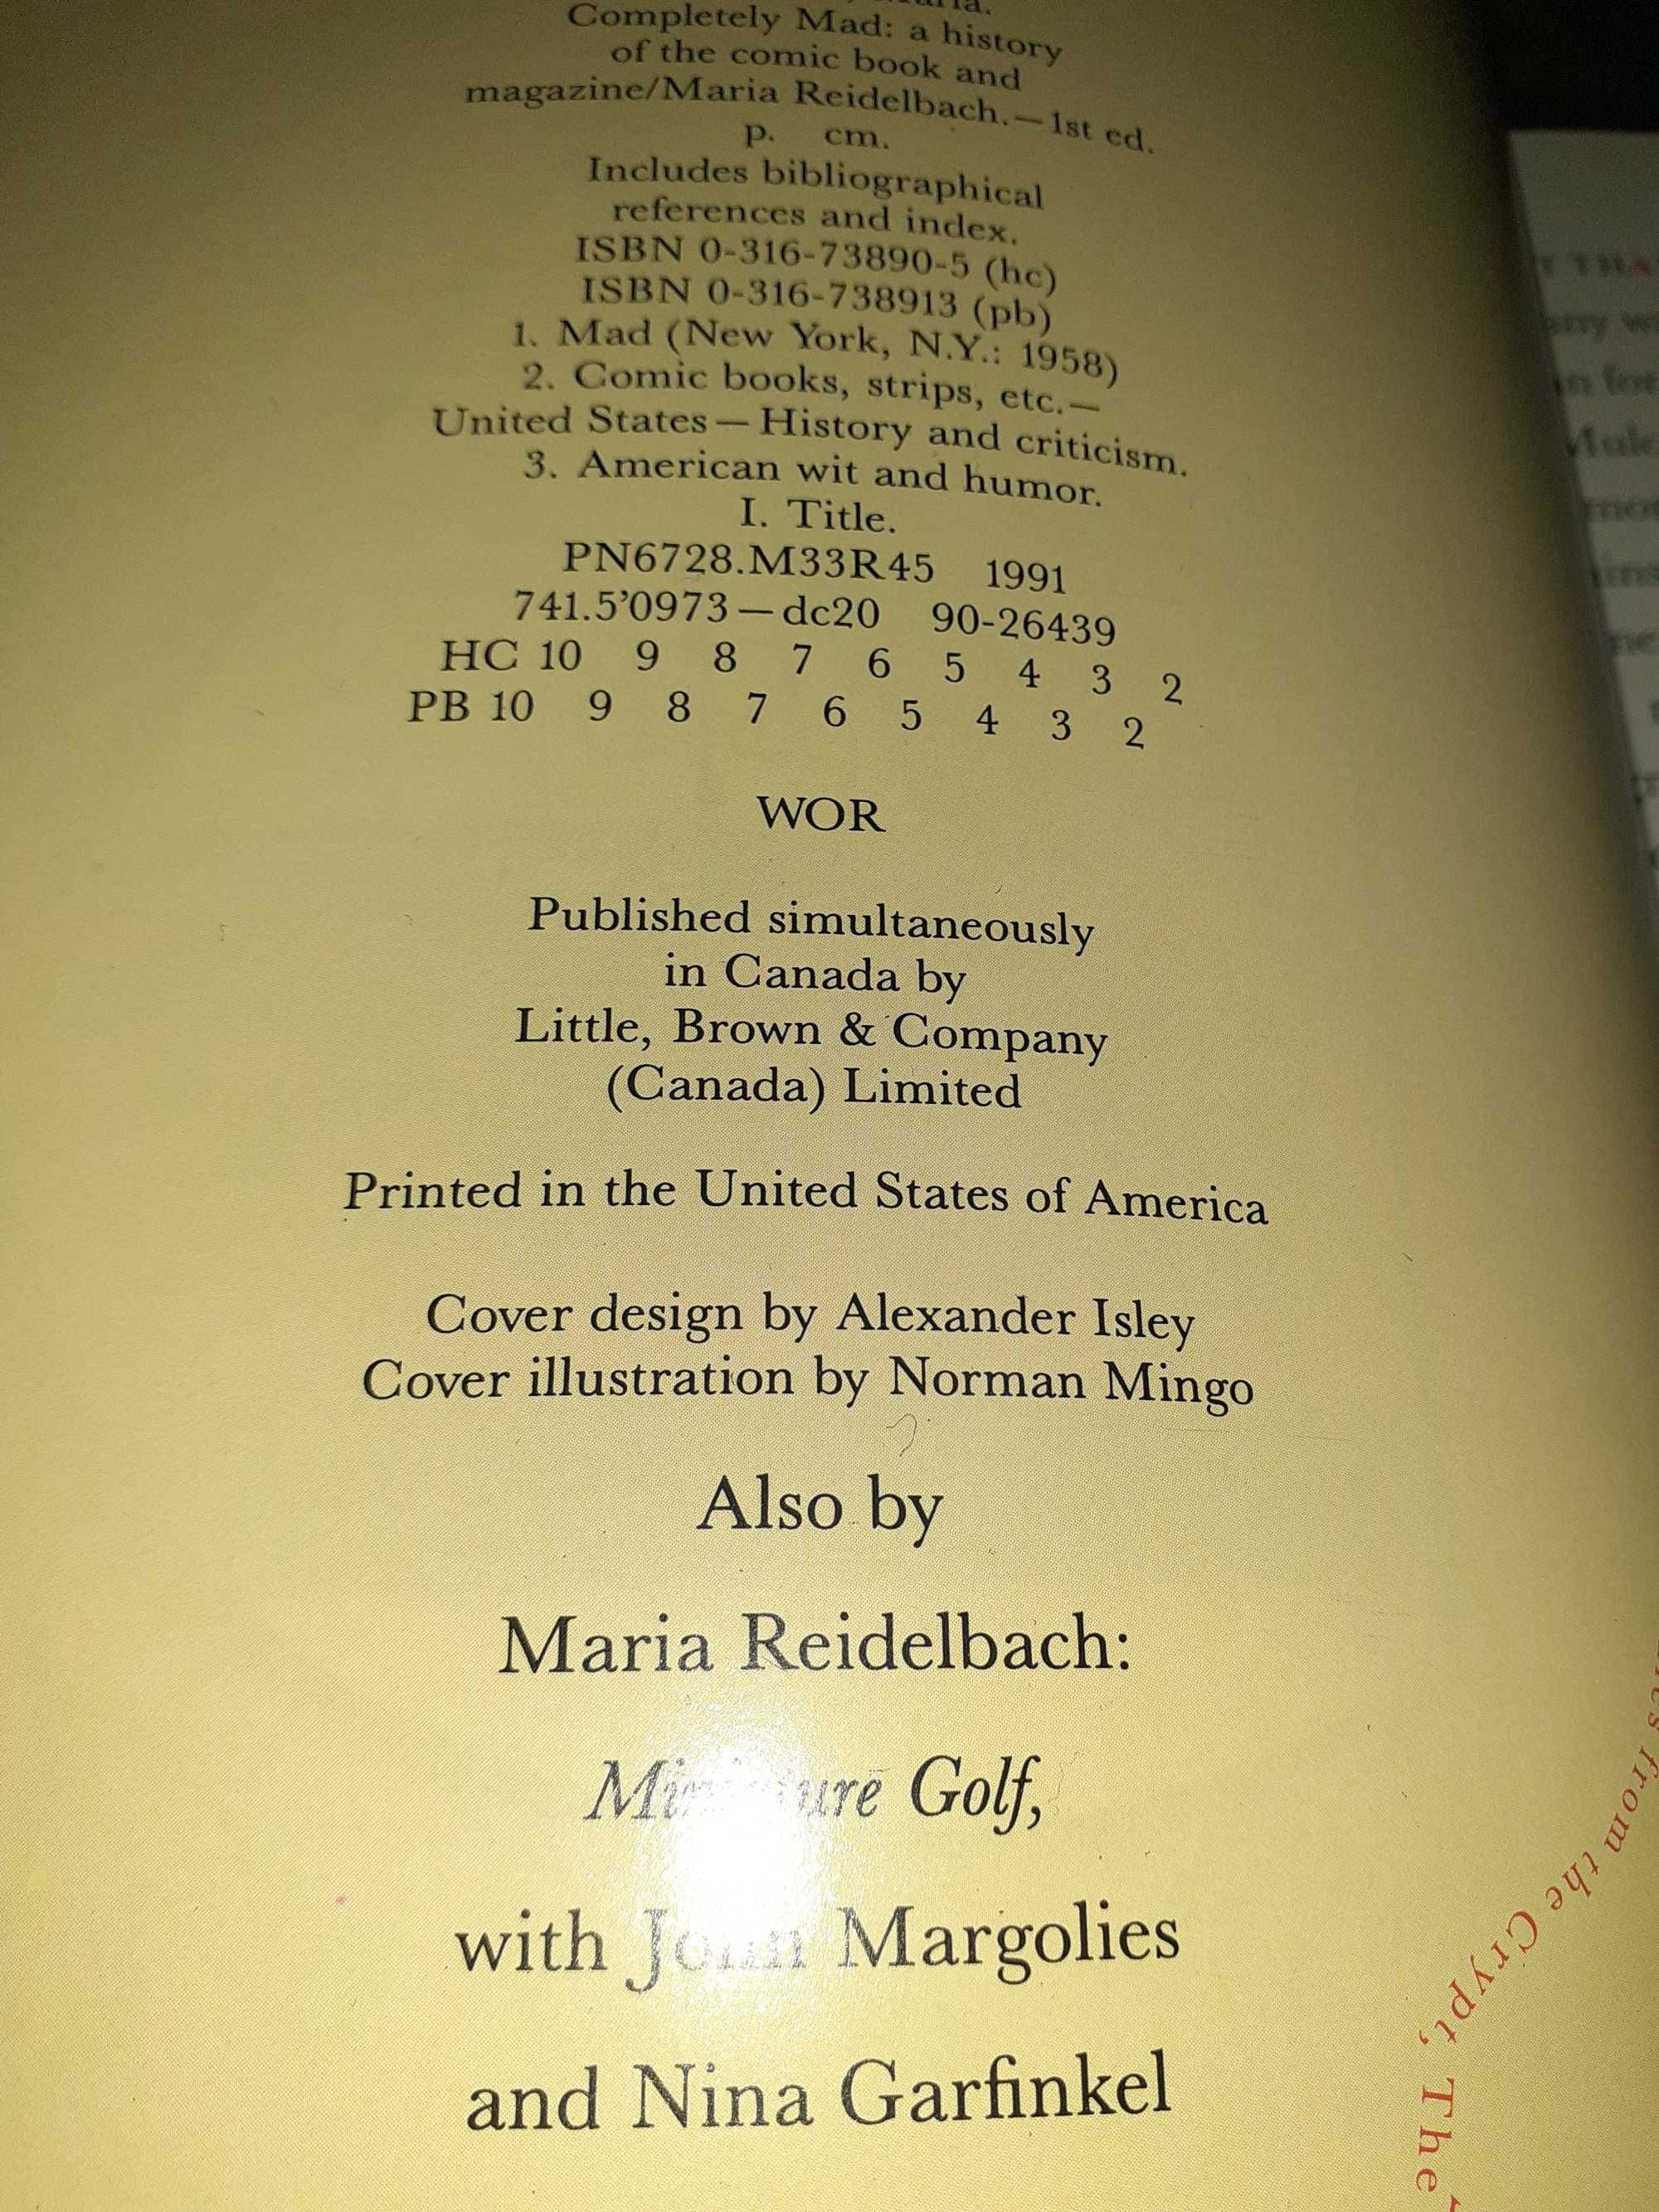 Completely Mad: a history
of the comic book and
magazine/Maria Reidelbach.—1st ed.
p. cm.
Includes bibliographical
references and index.
ISBN 0-316-73890-5 (hc)
ISBN 0-316-738913 (pb)
1. Mad (New York, N.Y.: 1958)
2. Comic books, strips, etc.—
United States—History and criticism.
3. American wit and humor.
I. Title.
PN6728.M33R45 1991
741.5’0973—dc20 90-26439
HC 10 9 8 7 6 5 4 3 2
PB 10 9 8 7 6 5 4 3 2
WOR
Published simultaneously
in Canada by
Little, Brown & Company
(Canada) Limited
Printed in the United States of America
Cover design by Alexander Isley
Cover illustration by Norman Mingo
Also by
Maria Reidelbach:
Miniature Golf,
with John Margolies
and Nina Garfinkel
from the Crypt, The